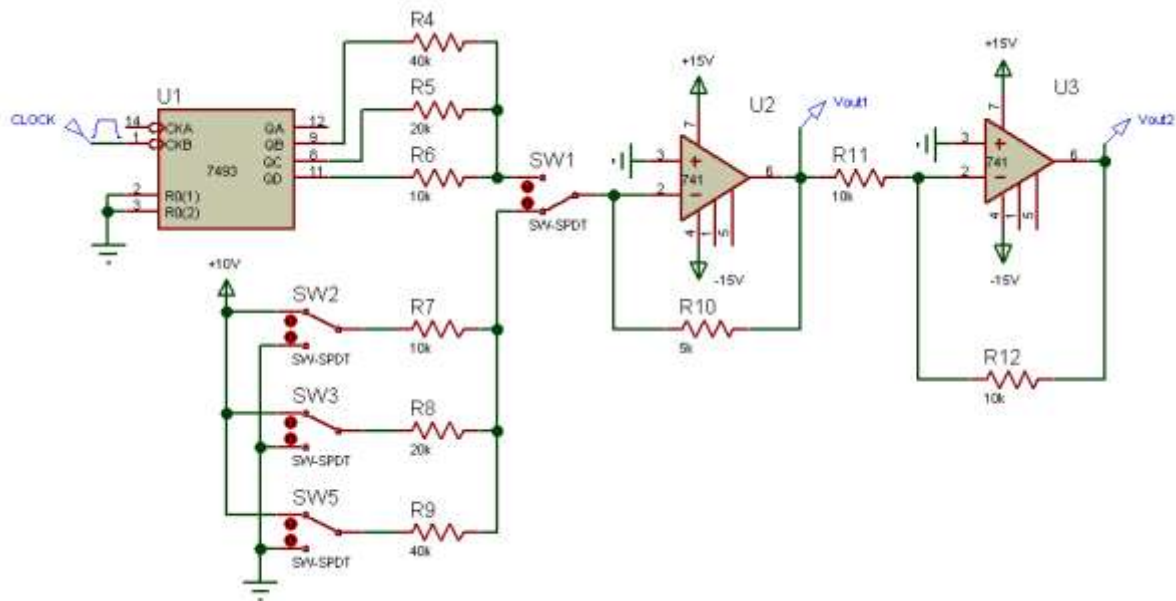 R4
40k
R5
20k
R6
10k
U1
CLOCK
14
CKA
1
CKB
2
R0(1)
3
R0(2)
7493
QA
12
QB
9
QC
8
QD
11
SW1
SW-SPDT
+15V
7
U2
3
2
741
6
4
1
5
-15V
Vout1
R10
5k
R11
10k
+15V
7
U3
3
2
741
6
4
1
5
-15V
Vout2
R12
10k
+10V
SW2
SW-SPDT
R7
10k
SW3
SW-SPDT
R8
20k
SW5
SW-SPDT
R9
40k